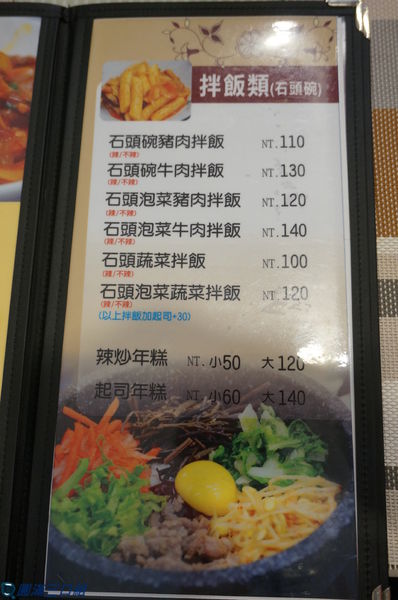 拌飯類(石頭碗)
石頭碗豬肉拌飯 NT.110
(辣/不辣)
石頭碗牛肉拌飯 NT.130
(辣/不辣)
石頭泡菜豬肉拌飯 NT.120
(辣/不辣)
石頭泡菜牛肉拌飯 NT.140
(辣/不辣)
石頭蔬菜拌飯 NT.100
(辣/不辣)
石頭泡菜蔬菜拌飯 NT.120
(辣/不辣)
(以上拌飯加起司+30)
辣炒年糕 NT.小50 大120
起司年糕 NT.小60 大140